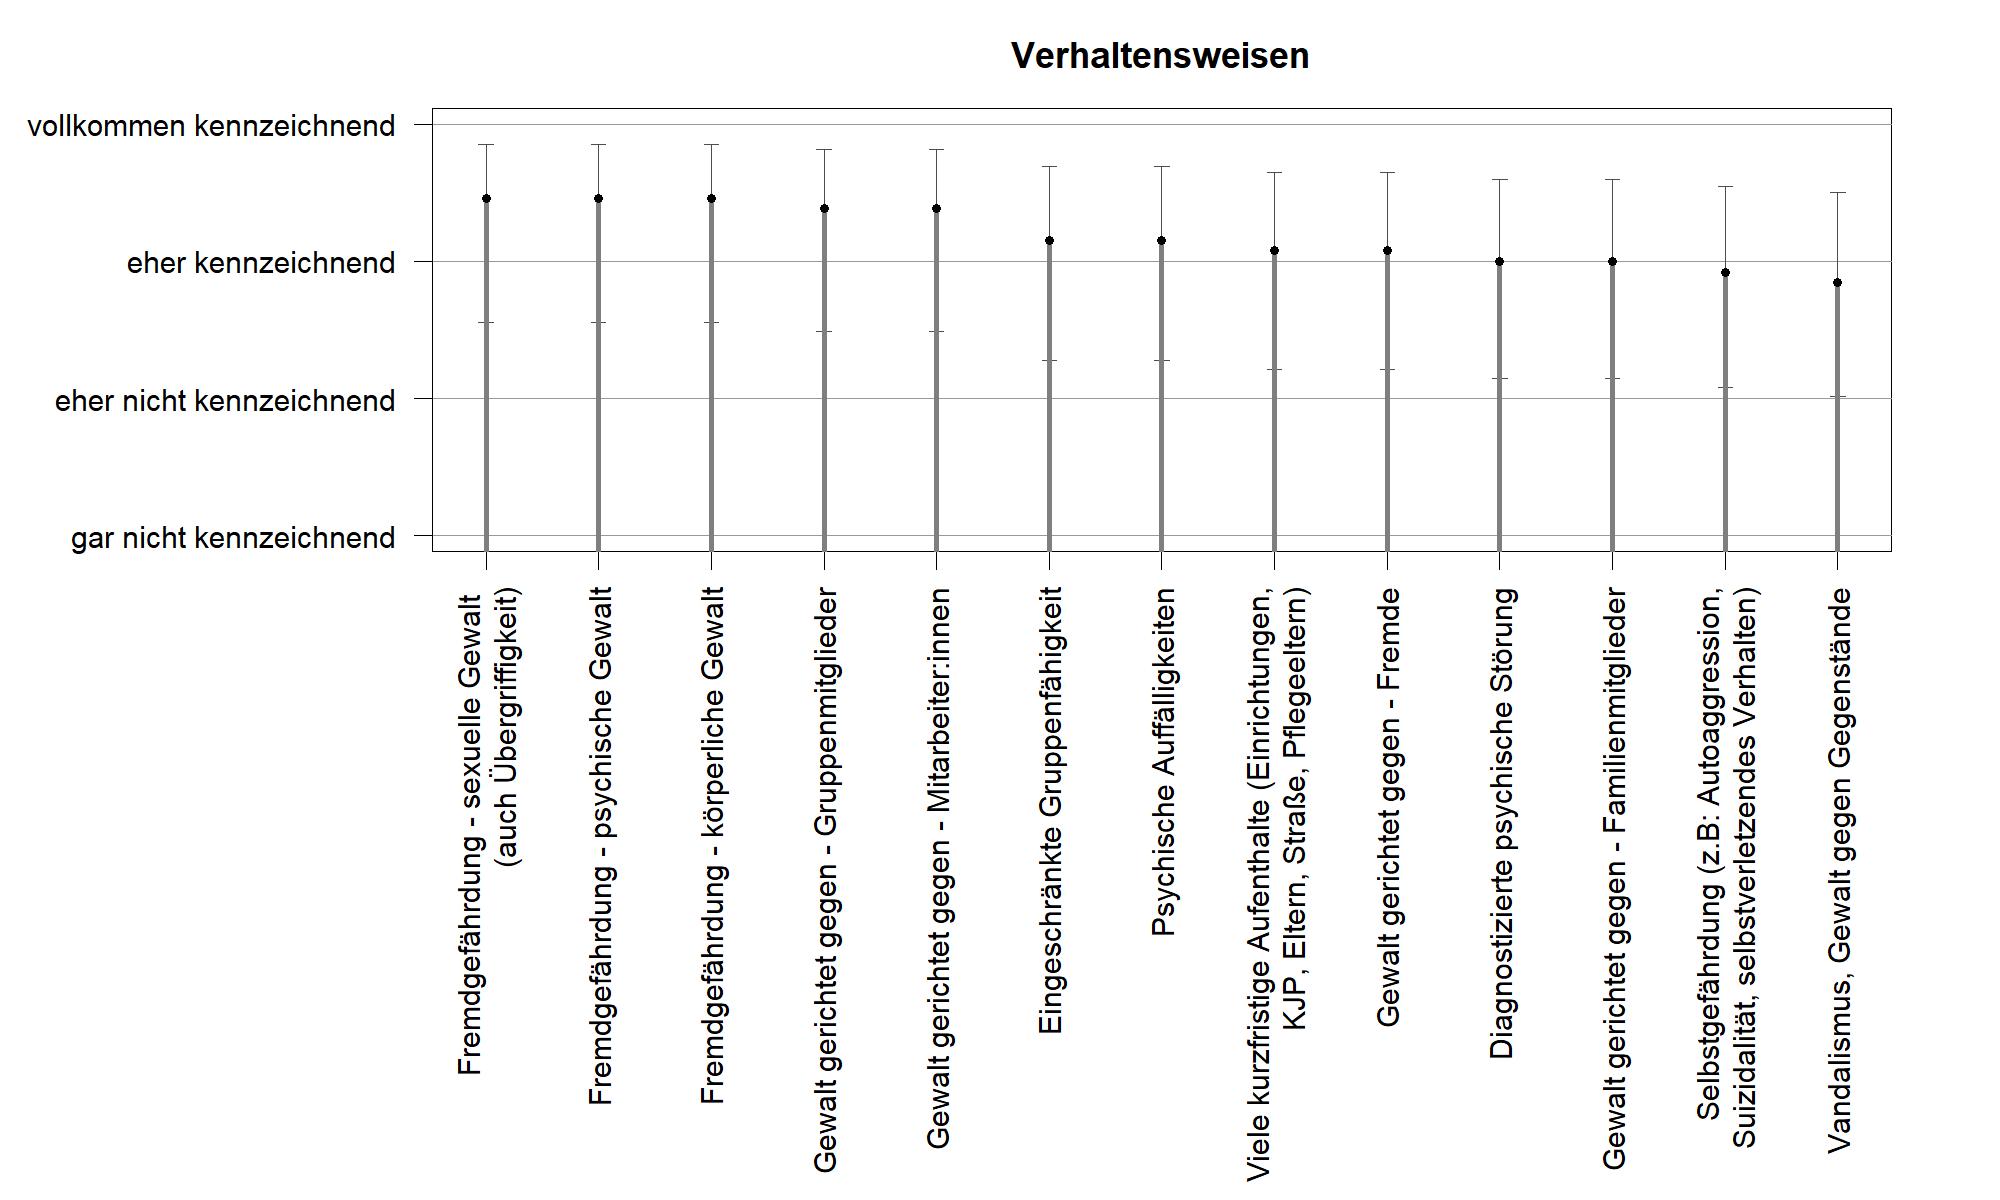 Verhaltensweisen
vollkommen kennzeichnend
eher kennzeichnend
eher nicht kennzeichnend
gar nicht kennzeichnend
Fremdgefährdung - sexuelle Gewalt
(auch Übergriffigkeit)
Fremdgefährdung - psychische Gewalt
Fremdgefährdung - körperliche Gewalt
Gewalt gerichtet gegen - Gruppenmitglieder
Gewalt gerichtet gegen - Mitarbeiter:innen
Eingeschränkte Gruppenfähigkeit
Psychische Auffälligkeiten
Viele kurzfristige Aufenthalte (Einrichtungen,
KJP, Eltern, Straße, Pflegeeltern)
Gewalt gerichtet gegen - Fremde
Diagnostizierte psychische Störung
Gewalt gerichtet gegen - Familienmitglieder
Selbstgefährdung (z.B: Autoaggression,
Suizidalität, selbstverletzendes Verhalten)
Vandalismus, Gewalt gegen Gegenstände